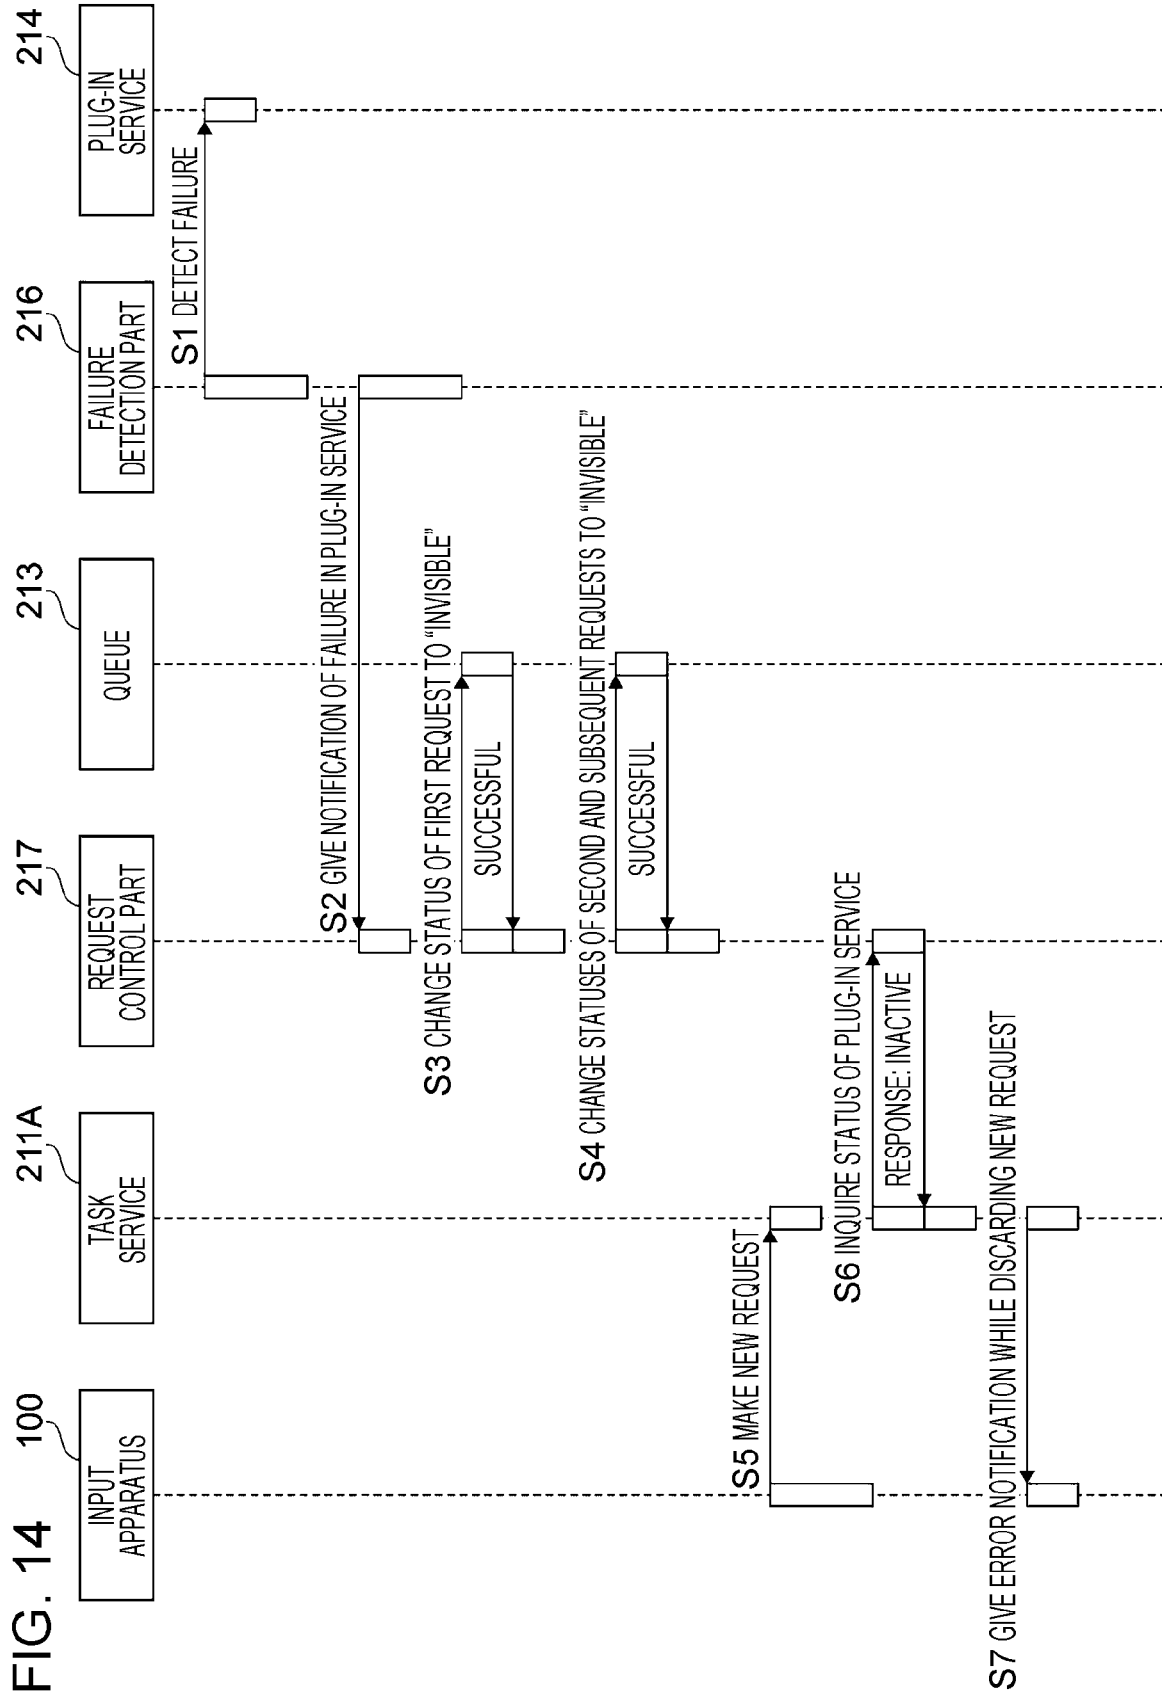 FIG. 14
100
INPUT
APPARATUS
211A
TASK
SERVICE
217
REQUEST
CONTROL PART
213
QUEUE
216
FAILURE
DETECTION PART
214
PLUG-IN
SERVICE
S1 DETECT FAILURE
S2 GIVE NOTIFICATION OF FAILURE IN PLUG-IN SERVICE
S3 CHANGE STATUS OF FIRST REQUEST TO “INVISIBLE”
SUCCESSFUL
S4 CHANGE STATUSES OF SECOND AND SUBSEQUENT REQUESTS TO “INVISIBLE”
SUCCESSFUL
S5 MAKE NEW REQUEST
S6 INQUIRE STATUS OF PLUG-IN SERVICE
RESPONSE: INACTIVE
S7 GIVE ERROR NOTIFICATION WHILE DISCARDING NEW REQUEST